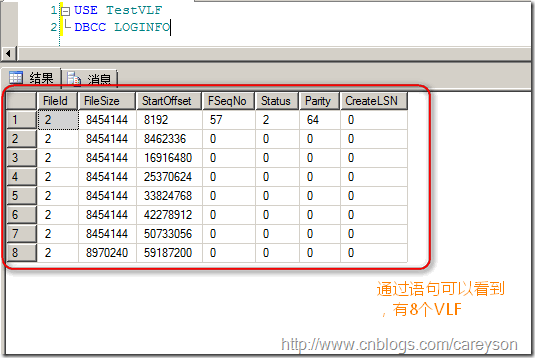 1 USE TestVLF
2 DBCC LOGINFO
结果 消息
FileId FileSize StartOffset FSeqNo Status Parity CreateLSN
1 2 8454144 8192 57 2 64 0
2 2 8454144 8462336 0 0 0 0
3 2 8454144 16916480 0 0 0 0
4 2 8454144 25370624 0 0 0 0
5 2 8454144 33824768 0 0 0 0
6 2 8454144 42278912 0 0 0 0
7 2 8454144 50733056 0 0 0 0
8 2 8970240 59187200 0 0 0 0
通过语句可以看到
，有8个VLF
http://www.cnblogs.com/careyson